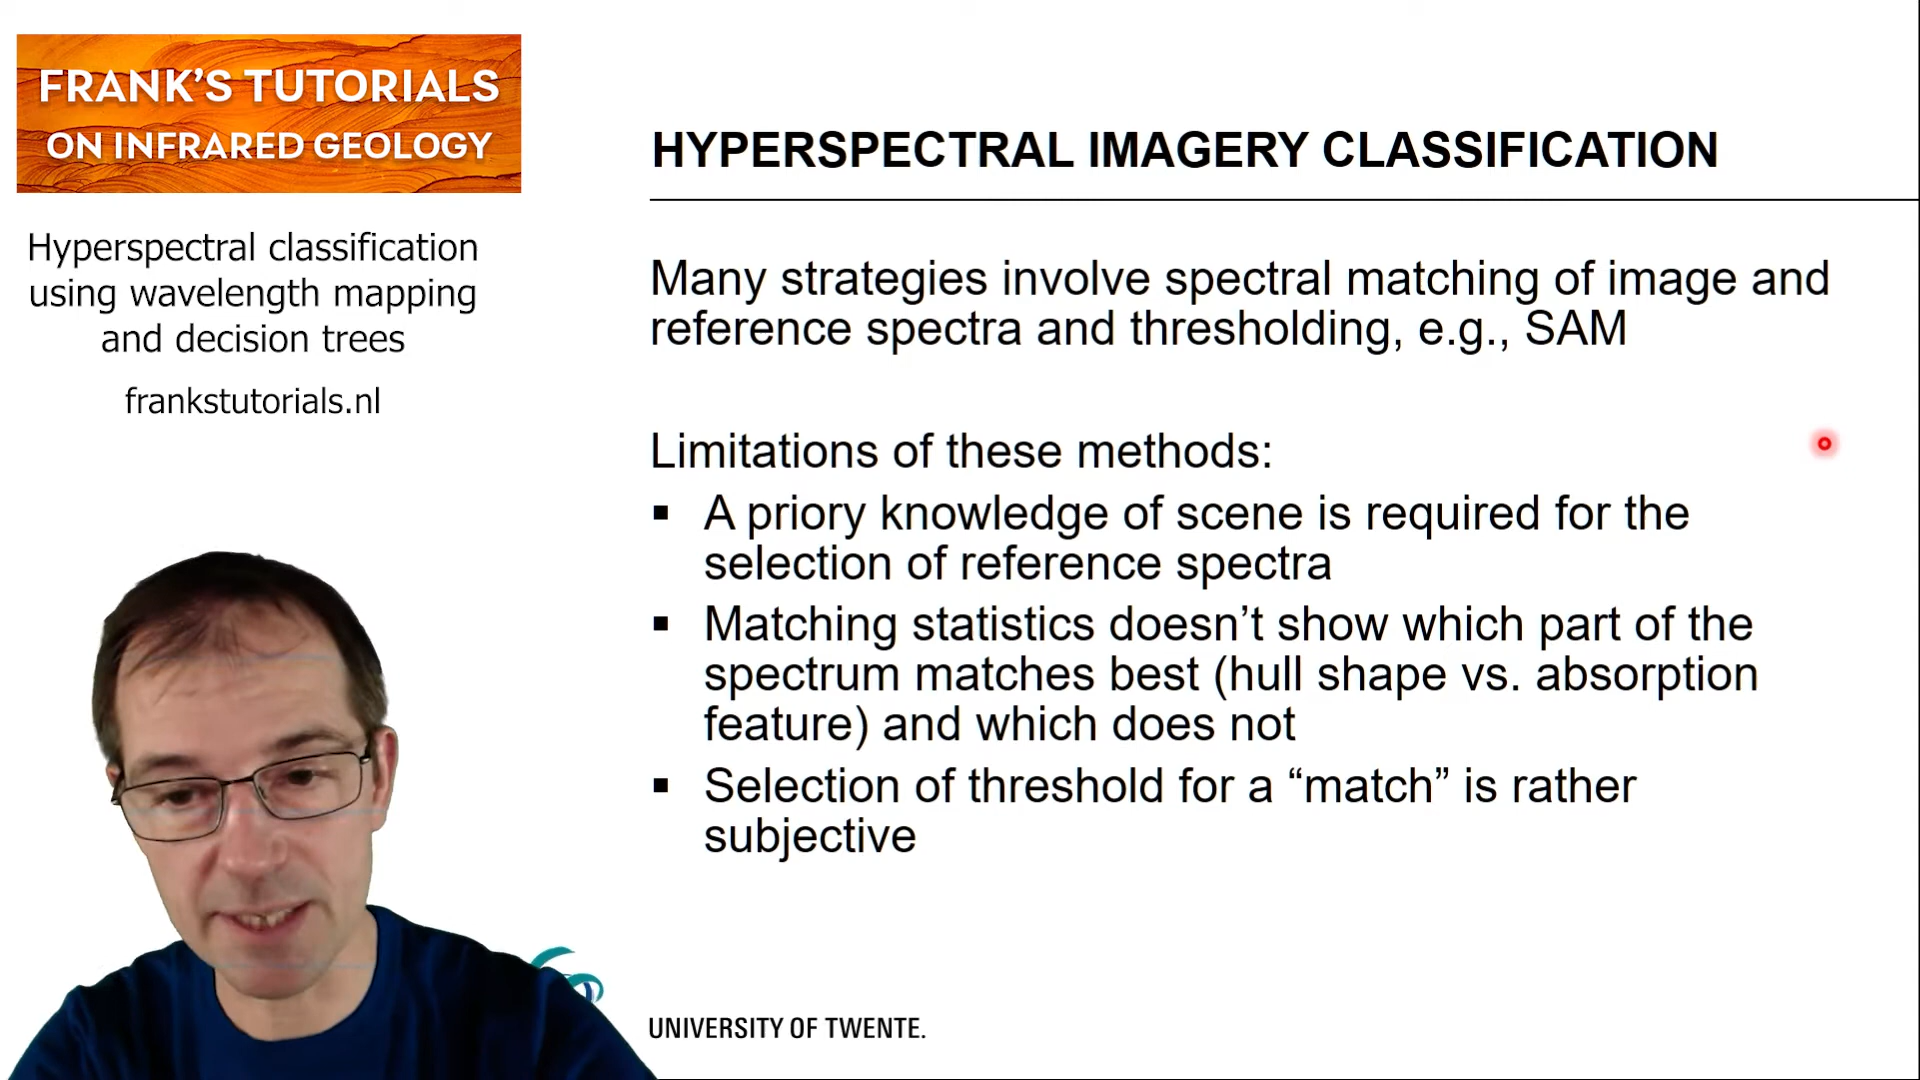 FRANK'S TUTORIALS
ON INFRARED GEOLOGY
Hyperspectral classification
using wavelength mapping
and decision trees
frankstutorials.nl
HYPERSPECTRAL IMAGERY CLASSIFICATION
Many strategies involve spectral matching of image and
reference spectra and thresholding, e.g., SAM
Limitations of these methods:
▪ A priory knowledge of scene is required for the
selection of reference spectra
▪ Matching statistics doesn’t show which part of the
spectrum matches best (hull shape vs. absorption
feature) and which does not
▪ Selection of threshold for a “match” is rather
subjective
UNIVERSITY OF TWENTE.